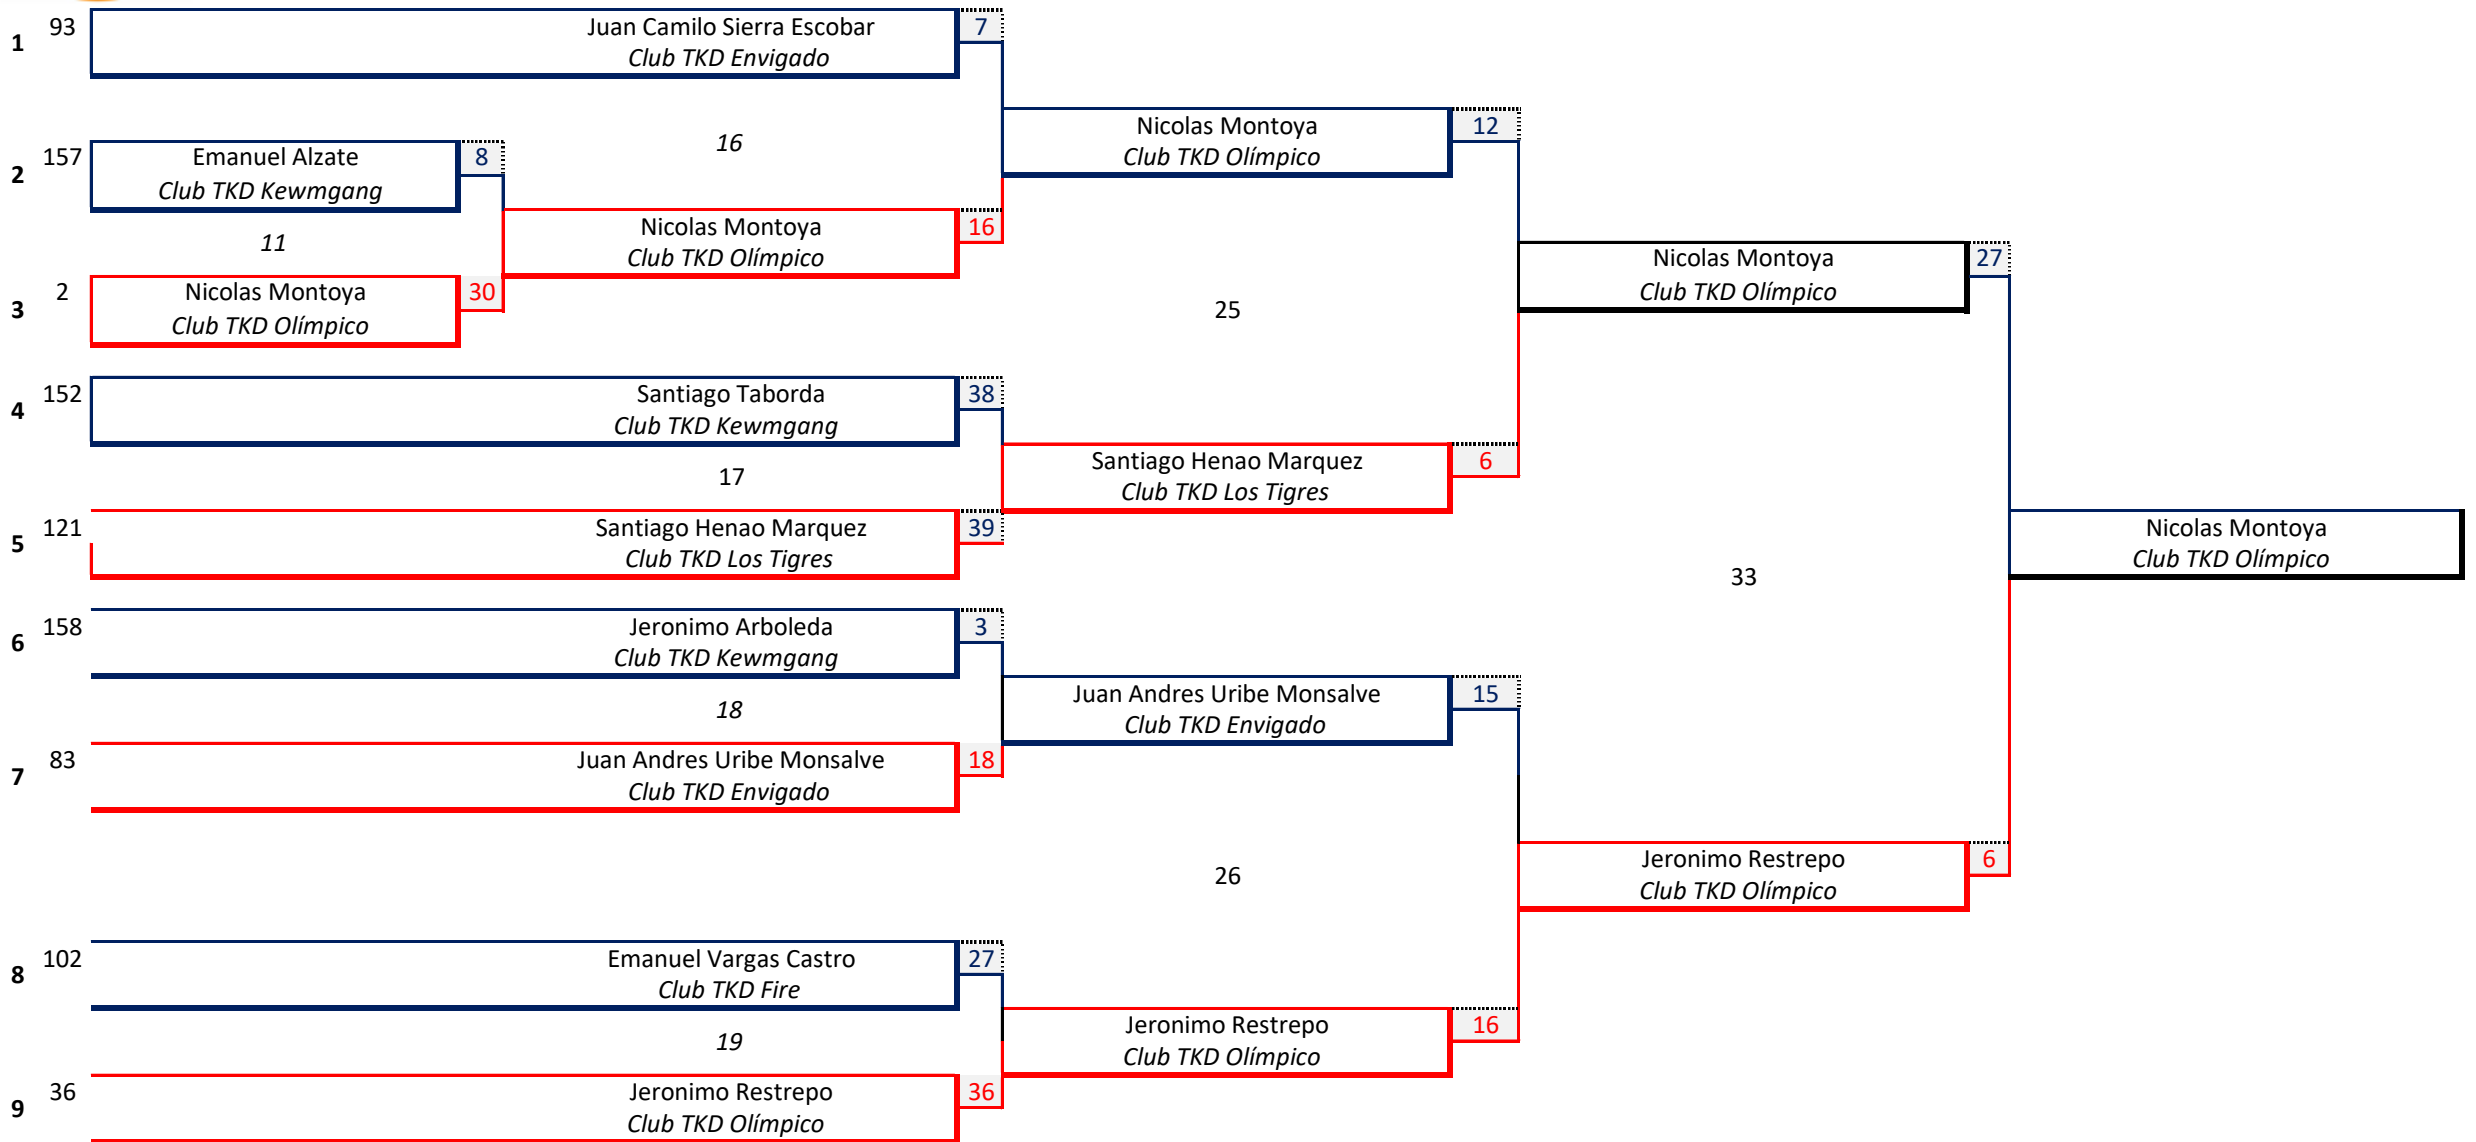 1 93 Juan Camilo Sierra Escobar 7
Club TKD Envigado
16
Nicolas Montoya 12
Club TKD Olímpico
2 157 Emanuel Alzate 8
Club TKD Kewmgang
11
Nicolas Montoya 16
Club TKD Olímpico
3 2 Nicolas Montoya 30
Club TKD Olímpico
25
Nicolas Montoya 27
Club TKD Olímpico
4 152 Santiago Taborda 38
Club TKD Kewmgang
17
Santiago Henao Marquez 6
Club TKD Los Tigres
5 121 Santiago Henao Marquez 39
Club TKD Los Tigres
33
Nicolas Montoya
Club TKD Olímpico
6 158 Jeronimo Arboleda 3
Club TKD Kewmgang
18
Juan Andres Uribe Monsalve 15
Club TKD Envigado
7 83 Juan Andres Uribe Monsalve 18
Club TKD Envigado
26
Jeronimo Restrepo 6
Club TKD Olímpico
8 102 Emanuel Vargas Castro 27
Club TKD Fire
19
Jeronimo Restrepo 16
Club TKD Olímpico
9 36 Jeronimo Restrepo 36
Club TKD Olímpico